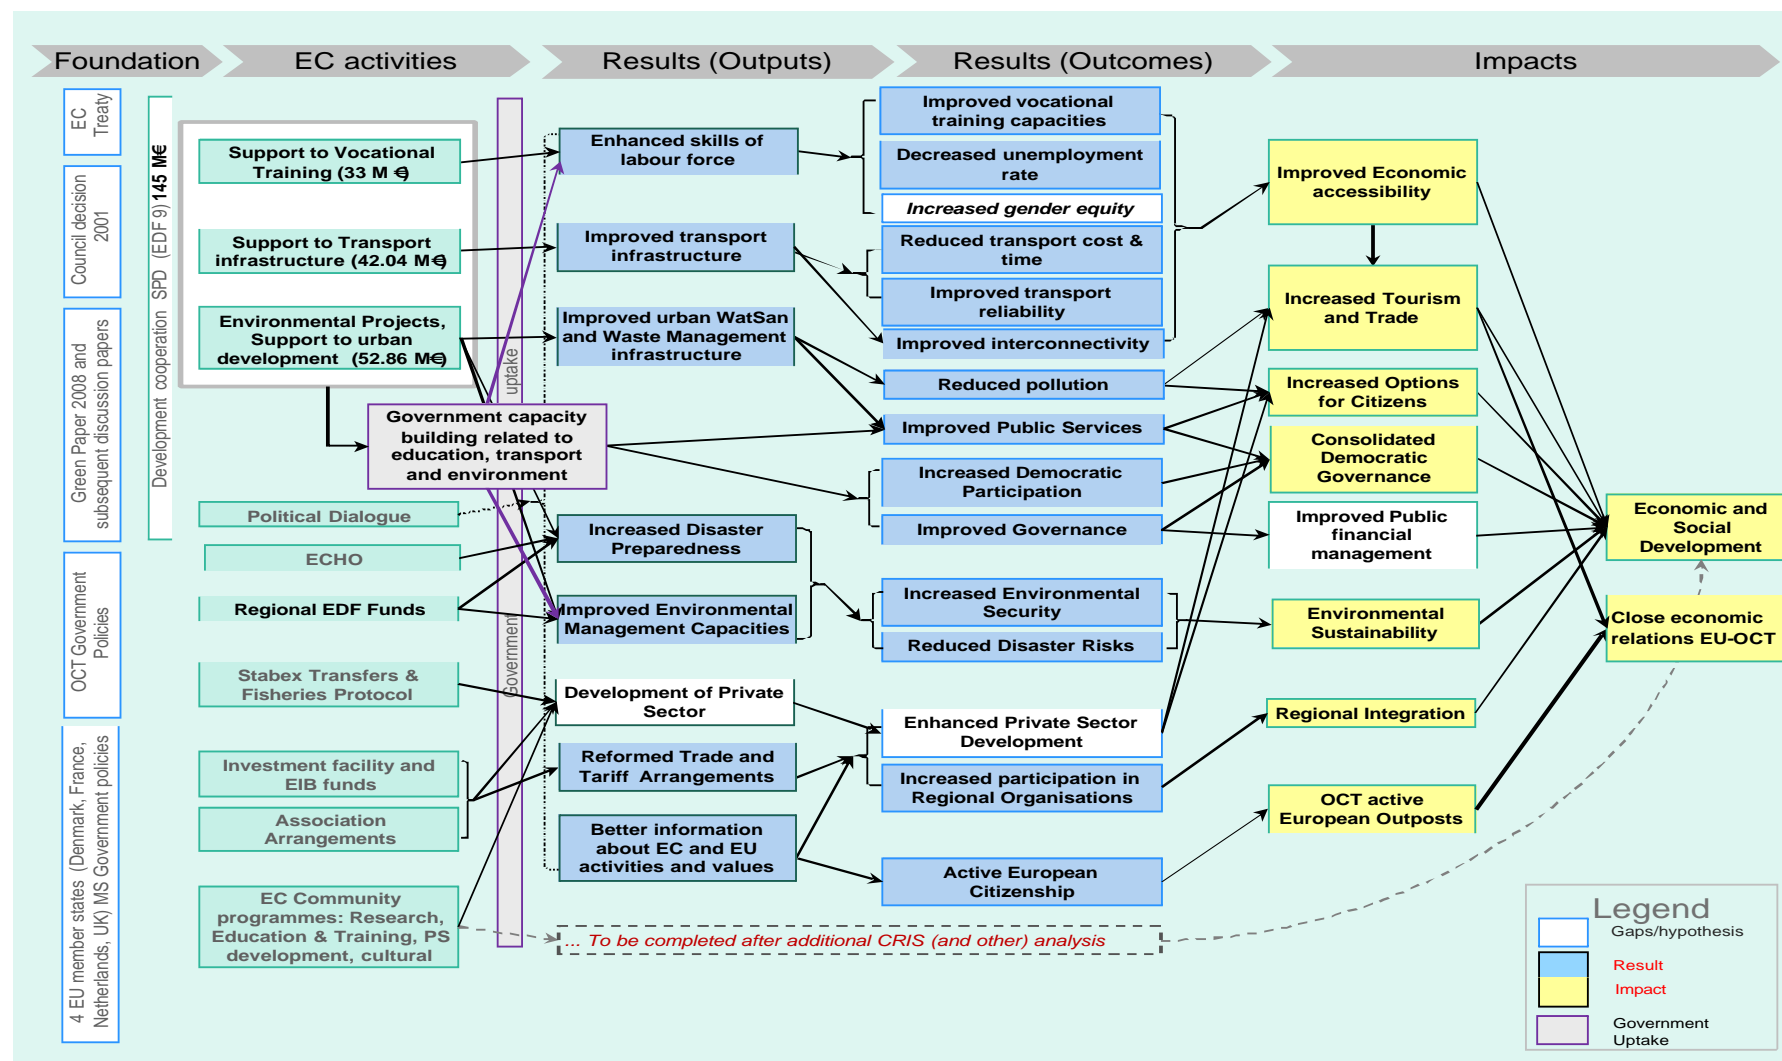 Foundation
EC activities
Results (Outputs)
Results (Outcomes)
Impacts
EC
Treaty
Council decision
2001
Green Paper 2008 and
subsequent discussion papers
OCT Government
Policies
4 EU member states (Denmark, France,
Netherlands, UK) MS Government policies
Development cooperation SPD (EDF 9) 145 M€
Support to Vocational
Training (33 M €)
Support to Transport
infrastructure (42.04 M€)
Environmental Projects,
Support to urban
development (52.86 M€)
Government capacity
building related to
education, transport
and environment
Government
uptake
Political Dialogue
ECHO
Regional EDF Funds
Stabex Transfers &
Fisheries Protocol
Investment facility and
EIB funds
Association
Arrangements
EC Community
programmes: Research,
Education & Training, PS
development, cultural
Enhanced skills of
labour force
Improved transport
infrastructure
Improved urban WatSan
and Waste Management
infrastructure
Increased Disaster
Preparedness
Improved Environmental
Management Capacities
Development of Private
Sector
Reformed Trade and
Tariff Arrangements
Better information
about EC and EU
activities and values
... To be completed after additional CRIS (and other) analysis
Improved vocational
training capacities
Decreased unemployment
rate
Increased gender equity
Reduced transport cost &
time
Improved transport
reliability
Improved interconnectivity
Reduced pollution
Improved Public Services
Increased Democratic
Participation
Improved Governance
Increased Environmental
Security
Reduced Disaster Risks
Enhanced Private Sector
Development
Increased participation in
Regional Organisations
Active European
Citizenship
Improved Economic
accessibility
Increased Tourism
and Trade
Increased Options
for Citizens
Consolidated
Democratic
Governance
Improved Public
financial
management
Environmental
Sustainability
Regional Integration
OCT active
European Outposts
Economic and
Social
Development
Close economic
relations EU-OCT
Legend
Gaps/hypothesis
Result
Impact
Government
Uptake